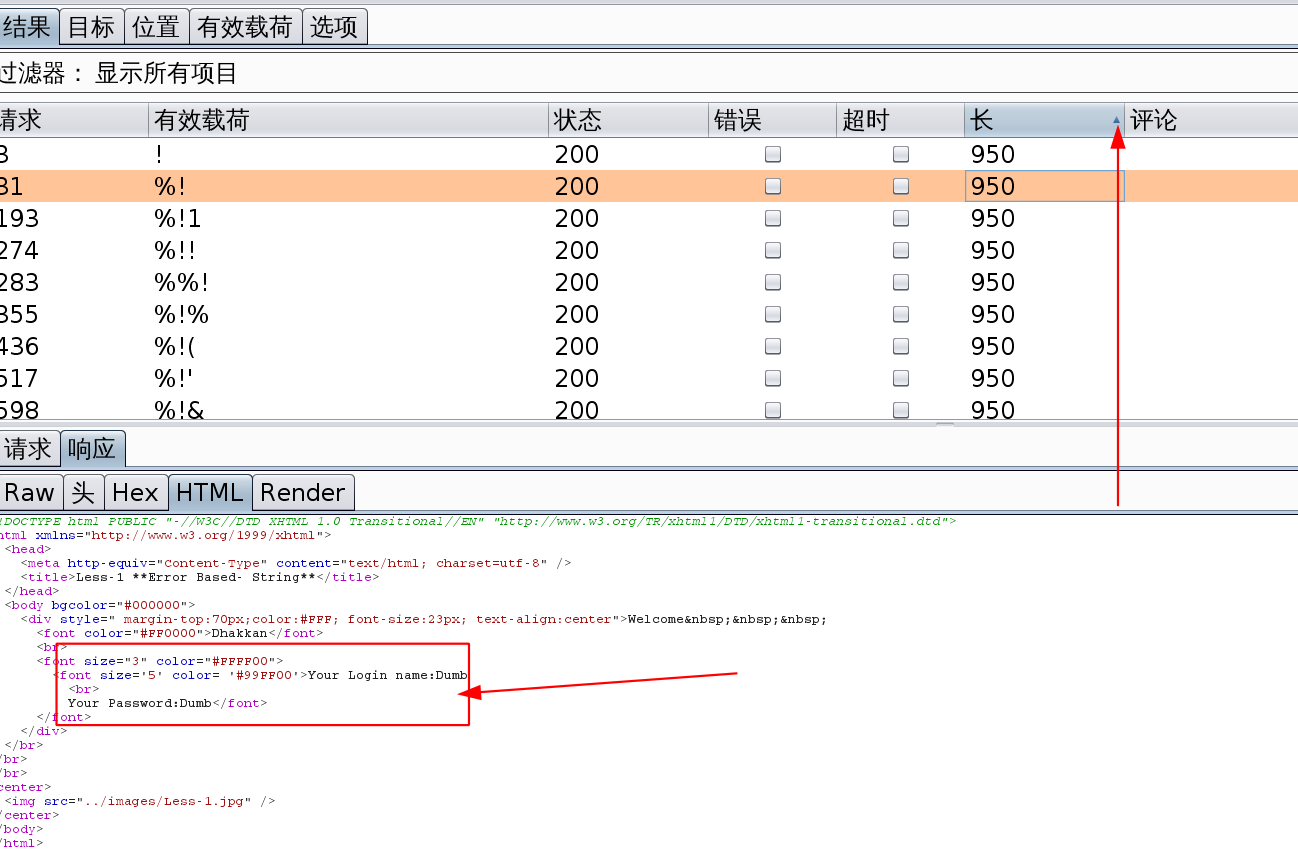 结果 目标 位置 有效载荷 选项
过滤器： 显示所有项目
请求 有效载荷 状态 错误 超时 长 评论
! 200 950
%! 200 950
193 %!1 200 950
274 %!! 200 950
283 %%! 200 950
355 %!% 200 950
436 %!( 200 950
517 %!' 200 950
598 %!& 200 950
请求 响应
Raw 头 Hex HTML Render
!DOCTYPE html PUBLIC "-//W3C//DTD XHTML 1.0 Transitional//EN" "http://www.w3.org/TR/xhtml1/DTD/xhtml1-transitional.dtd">
html xmlns="http://www.w3.org/1999/xhtml">
<head>
<meta http-equiv="Content-Type" content="text/html; charset=utf-8" />
<title>Less-1 **Error Based- String**</title>
</head>
<body bgcolor="#000000">
<div style=" margin-top:70px;color:#FFF; font-size:23px; text-align:center">Welcome&nbsp;&nbsp;&nbsp;
<font color="#FF0000">Dhakkan</font>
<br>
<font size="3" color="#FFFF00">
<font size='5' color= '#99FF00'>Your Login name:Dumb
<br>
Your Password:Dumb</font>
</font>
</div>
</br>
/br>
/br>
center>
<img src="../images/Less-1.jpg" />
/center>
/body>
/html>